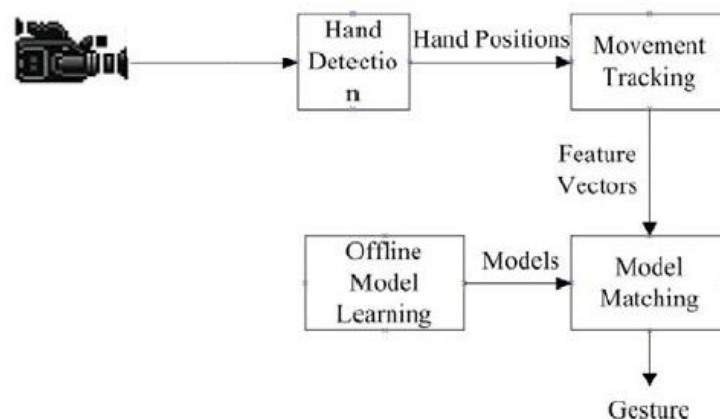 Hand
Detectio
n
Hand Positions
Movement
Tracking
Feature
Vectors
Offline
Model
Learning
Models
Model
Matching
Gesture